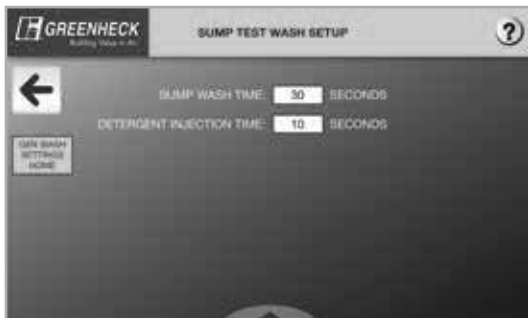 GREENHECK
Building Value in Air.
SUMP TEST WASH SETUP
?
SUMP WASH TIME: 30 SECONDS
DETERGENT INJECTION TIME: 10 SECONDS
GEN WASH
SETTINGS
HOME